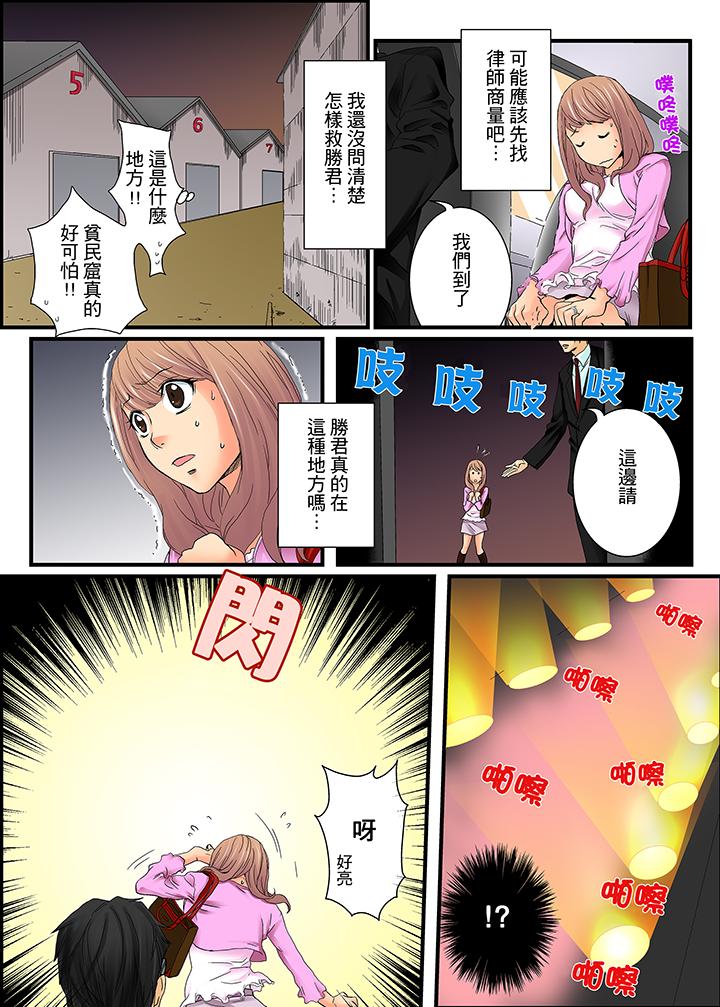 可能應該先找
律師商量吧…
噗咚噗咚
我們到了
我還沒問清楚
怎樣救勝君…
5
6
7
這是什麼
地方!!
貧民窟真的
好可怕!!
吱
吱
吱
吱
吱
這邊請
勝君真的在
這種地方嗎…
啪嚓
啪嚓
啪嚓
啪嚓
啪嚓
啪嚓
!?
閃
呀
好亮